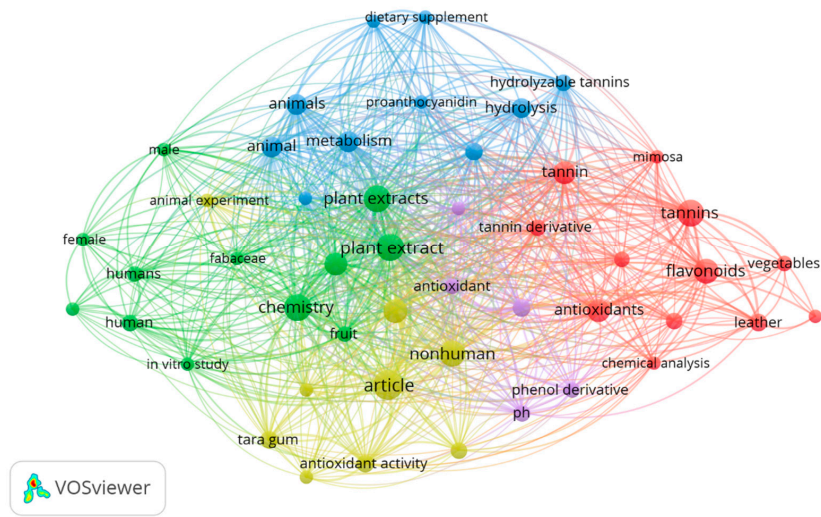 dietary supplement
hydrolyzable tannins
animals
proanthocyanidin
hydrolysis
animal
metabolism
male
mimosa
tannin
animal experiment
plant extracts
tannins
tannin derivative
female
plant extract
fabaceae
humans
flavonoids
vegetables
antioxidant
chemistry
antioxidants
human
fruit
leather
nonhuman
in vitro study
chemical analysis
article
phenol derivative
ph
tara gum
antioxidant activity
VOSviewer